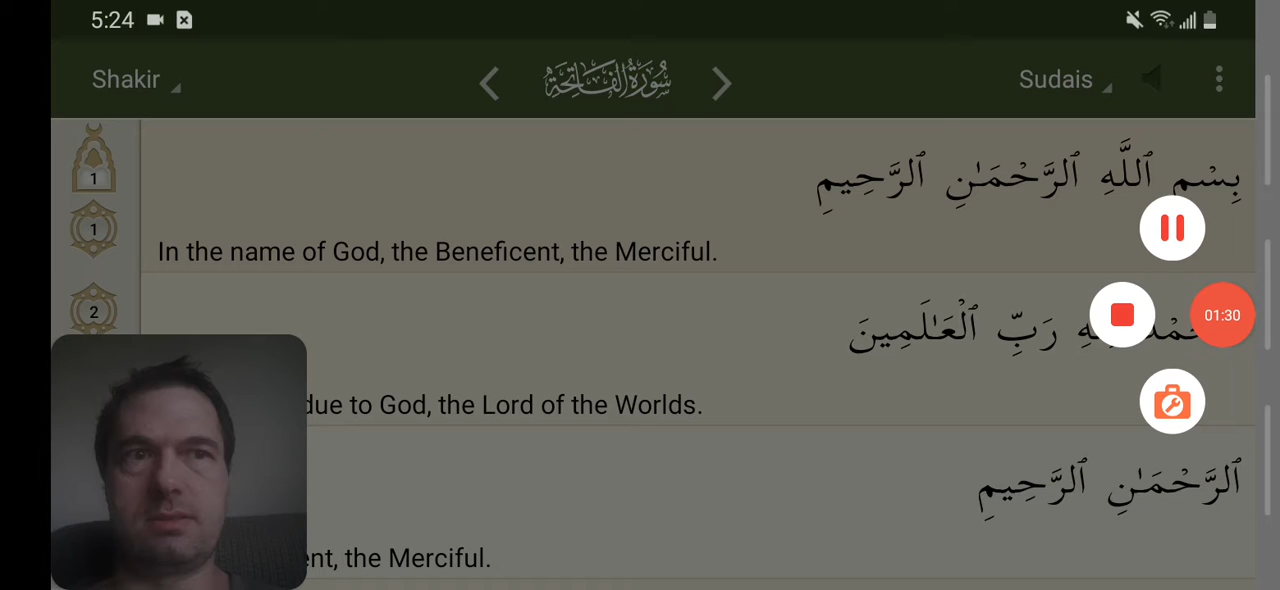 5:24
Shakir
سُورَةُ الفَاتِحَةِ
Sudais
1
بِسْمِ ٱللَّهِ ٱلرَّحْمَـٰنِ ٱلرَّحِيمِ
1
In the name of God, the Beneficent, the Merciful.
2
رَبِّ ٱلْعَـٰلَمِينَ
01:30
due to God, the Lord of the Worlds.
ٱلرَّحْمَـٰنِ ٱلرَّحِيمِ
the Merciful.